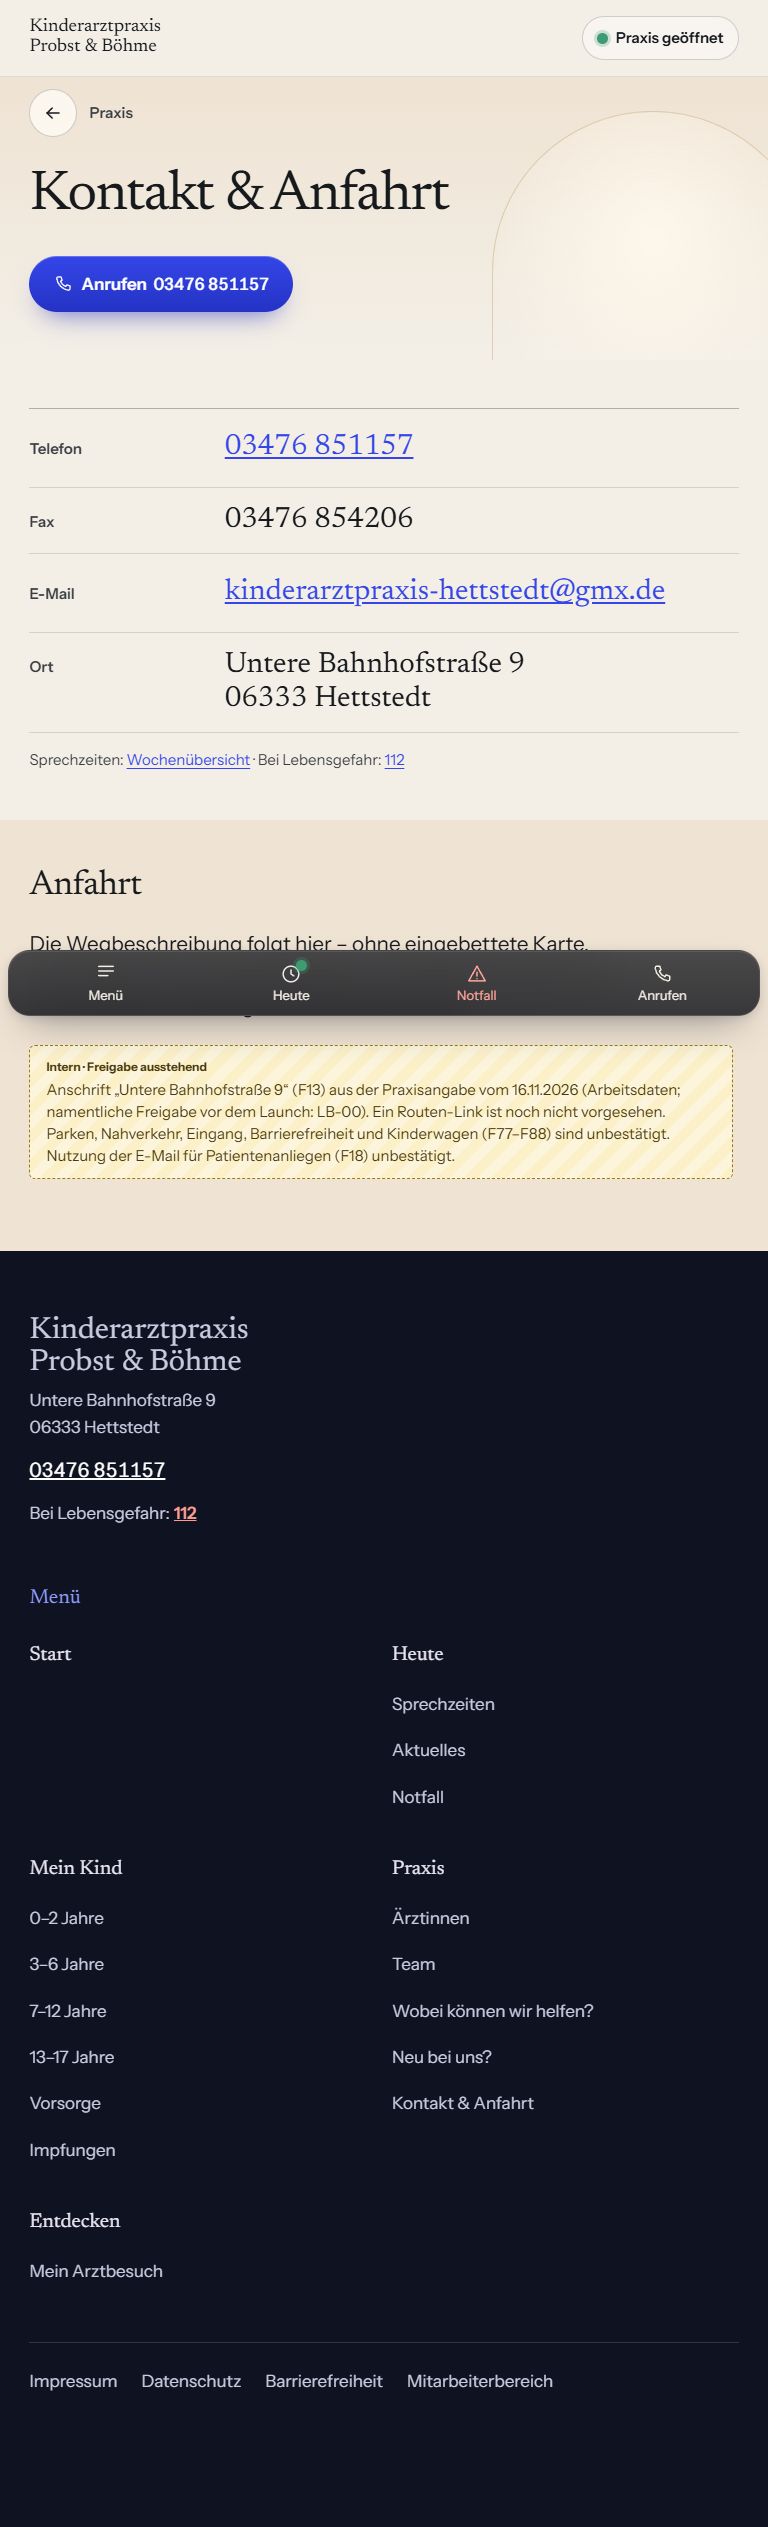 Kinderarztpraxis
Probst & Böhme
Praxis geöffnet
Praxis
Kontakt & Anfahrt
Anrufen 03476 851157
Telefon
03476 851157
Fax
03476 854206
E-Mail
kinderarztpraxis-hettstedt@gmx.de
Ort
Untere Bahnhofstraße 9
06333 Hettstedt
Sprechzeiten: Wochenübersicht · Bei Lebensgefahr: 112
Anfahrt
Die Wegbeschreibung folgt hier – ohne eingebettete Karte.
Menü
Heute
Notfall
Anrufen
Intern · Freigabe ausstehend
Anschrift „Untere Bahnhofstraße 9“ (F13) aus der Praxisangabe vom 16.11.2026 (Arbeitsdaten;
namentliche Freigabe vor dem Launch: LB-00). Ein Routen-Link ist noch nicht vorgesehen.
Parken, Nahverkehr, Eingang, Barrierefreiheit und Kinderwagen (F77–F88) sind unbestätigt.
Nutzung der E-Mail für Patientenanliegen (F18) unbestätigt.
Kinderarztpraxis
Probst & Böhme
Untere Bahnhofstraße 9
06333 Hettstedt
03476 851157
Bei Lebensgefahr: 112
Menü
Start
Heute
Sprechzeiten
Aktuelles
Notfall
Mein Kind
0–2 Jahre
3–6 Jahre
7–12 Jahre
13–17 Jahre
Vorsorge
Impfungen
Praxis
Ärztinnen
Team
Wobei können wir helfen?
Neu bei uns?
Kontakt & Anfahrt
Entdecken
Mein Arztbesuch
Impressum
Datenschutz
Barrierefreiheit
Mitarbeiterbereich